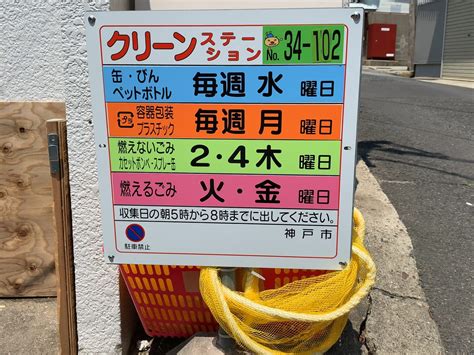 クリーンステーション No. 34-102
缶・びん
ペットボトル 毎週 水 曜日
容器包装
プラスチック 毎週 月 曜日
燃えないごみ
カセットボンベ・スプレー缶 2・4木 曜日
燃えるごみ 火・金 曜日
収集日の朝5時から8時までに出してください。
駐車禁止 神戸市